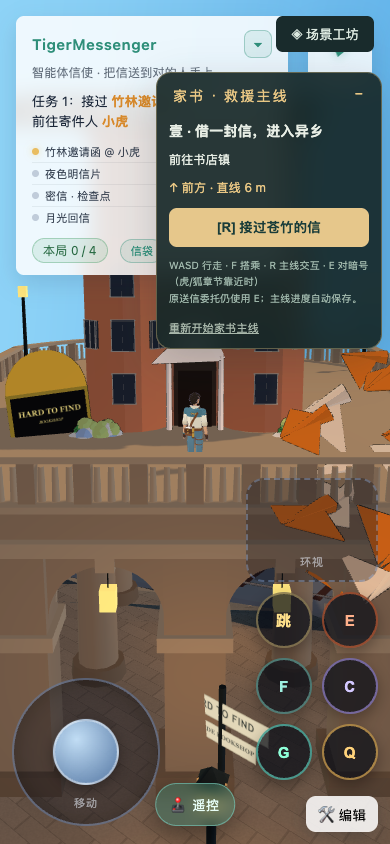 ◈ 场景工坊
TigerMessenger
智能体信使 · 把信送到对的人手上
任务 1：接过 竹林邀请
前往寄件人 小虎
竹林邀请函 @ 小虎
夜色明信片
密信 · 检查点
月光回信
本局 0 / 4
信袋
家书 · 救援主线
–
壹 · 借一封信，进入异乡
前往书店镇
↑ 前方 · 直线 6 m
[R] 接过苍竹的信
WASD 行走 · F 搭乘 · R 主线交互 · E 对暗号
（虎/狐章节靠近时）
原送信委托仍使用 E；主线进度自动保存。
重新开始家书主线
HARD TO FIND
BOOKSHOP
环视
跳
E
F
C
D TO FIND
BOOKSHOP
G
Q
移动
🕹️ 遥控
🛠️ 编辑